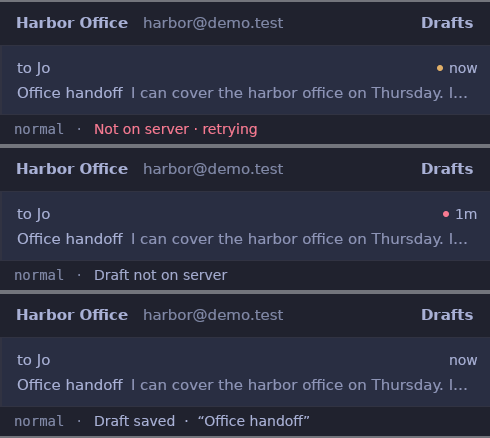 Harbor Office harbor@demo.test Drafts
to Jo now
Office handoff I can cover the harbor office on Thursday. I…
normal · Not on server · retrying
Harbor Office harbor@demo.test Drafts
to Jo 1m
Office handoff I can cover the harbor office on Thursday. I…
normal · Draft not on server
Harbor Office harbor@demo.test Drafts
to Jo now
Office handoff I can cover the harbor office on Thursday. I…
normal · Draft saved · “Office handoff”